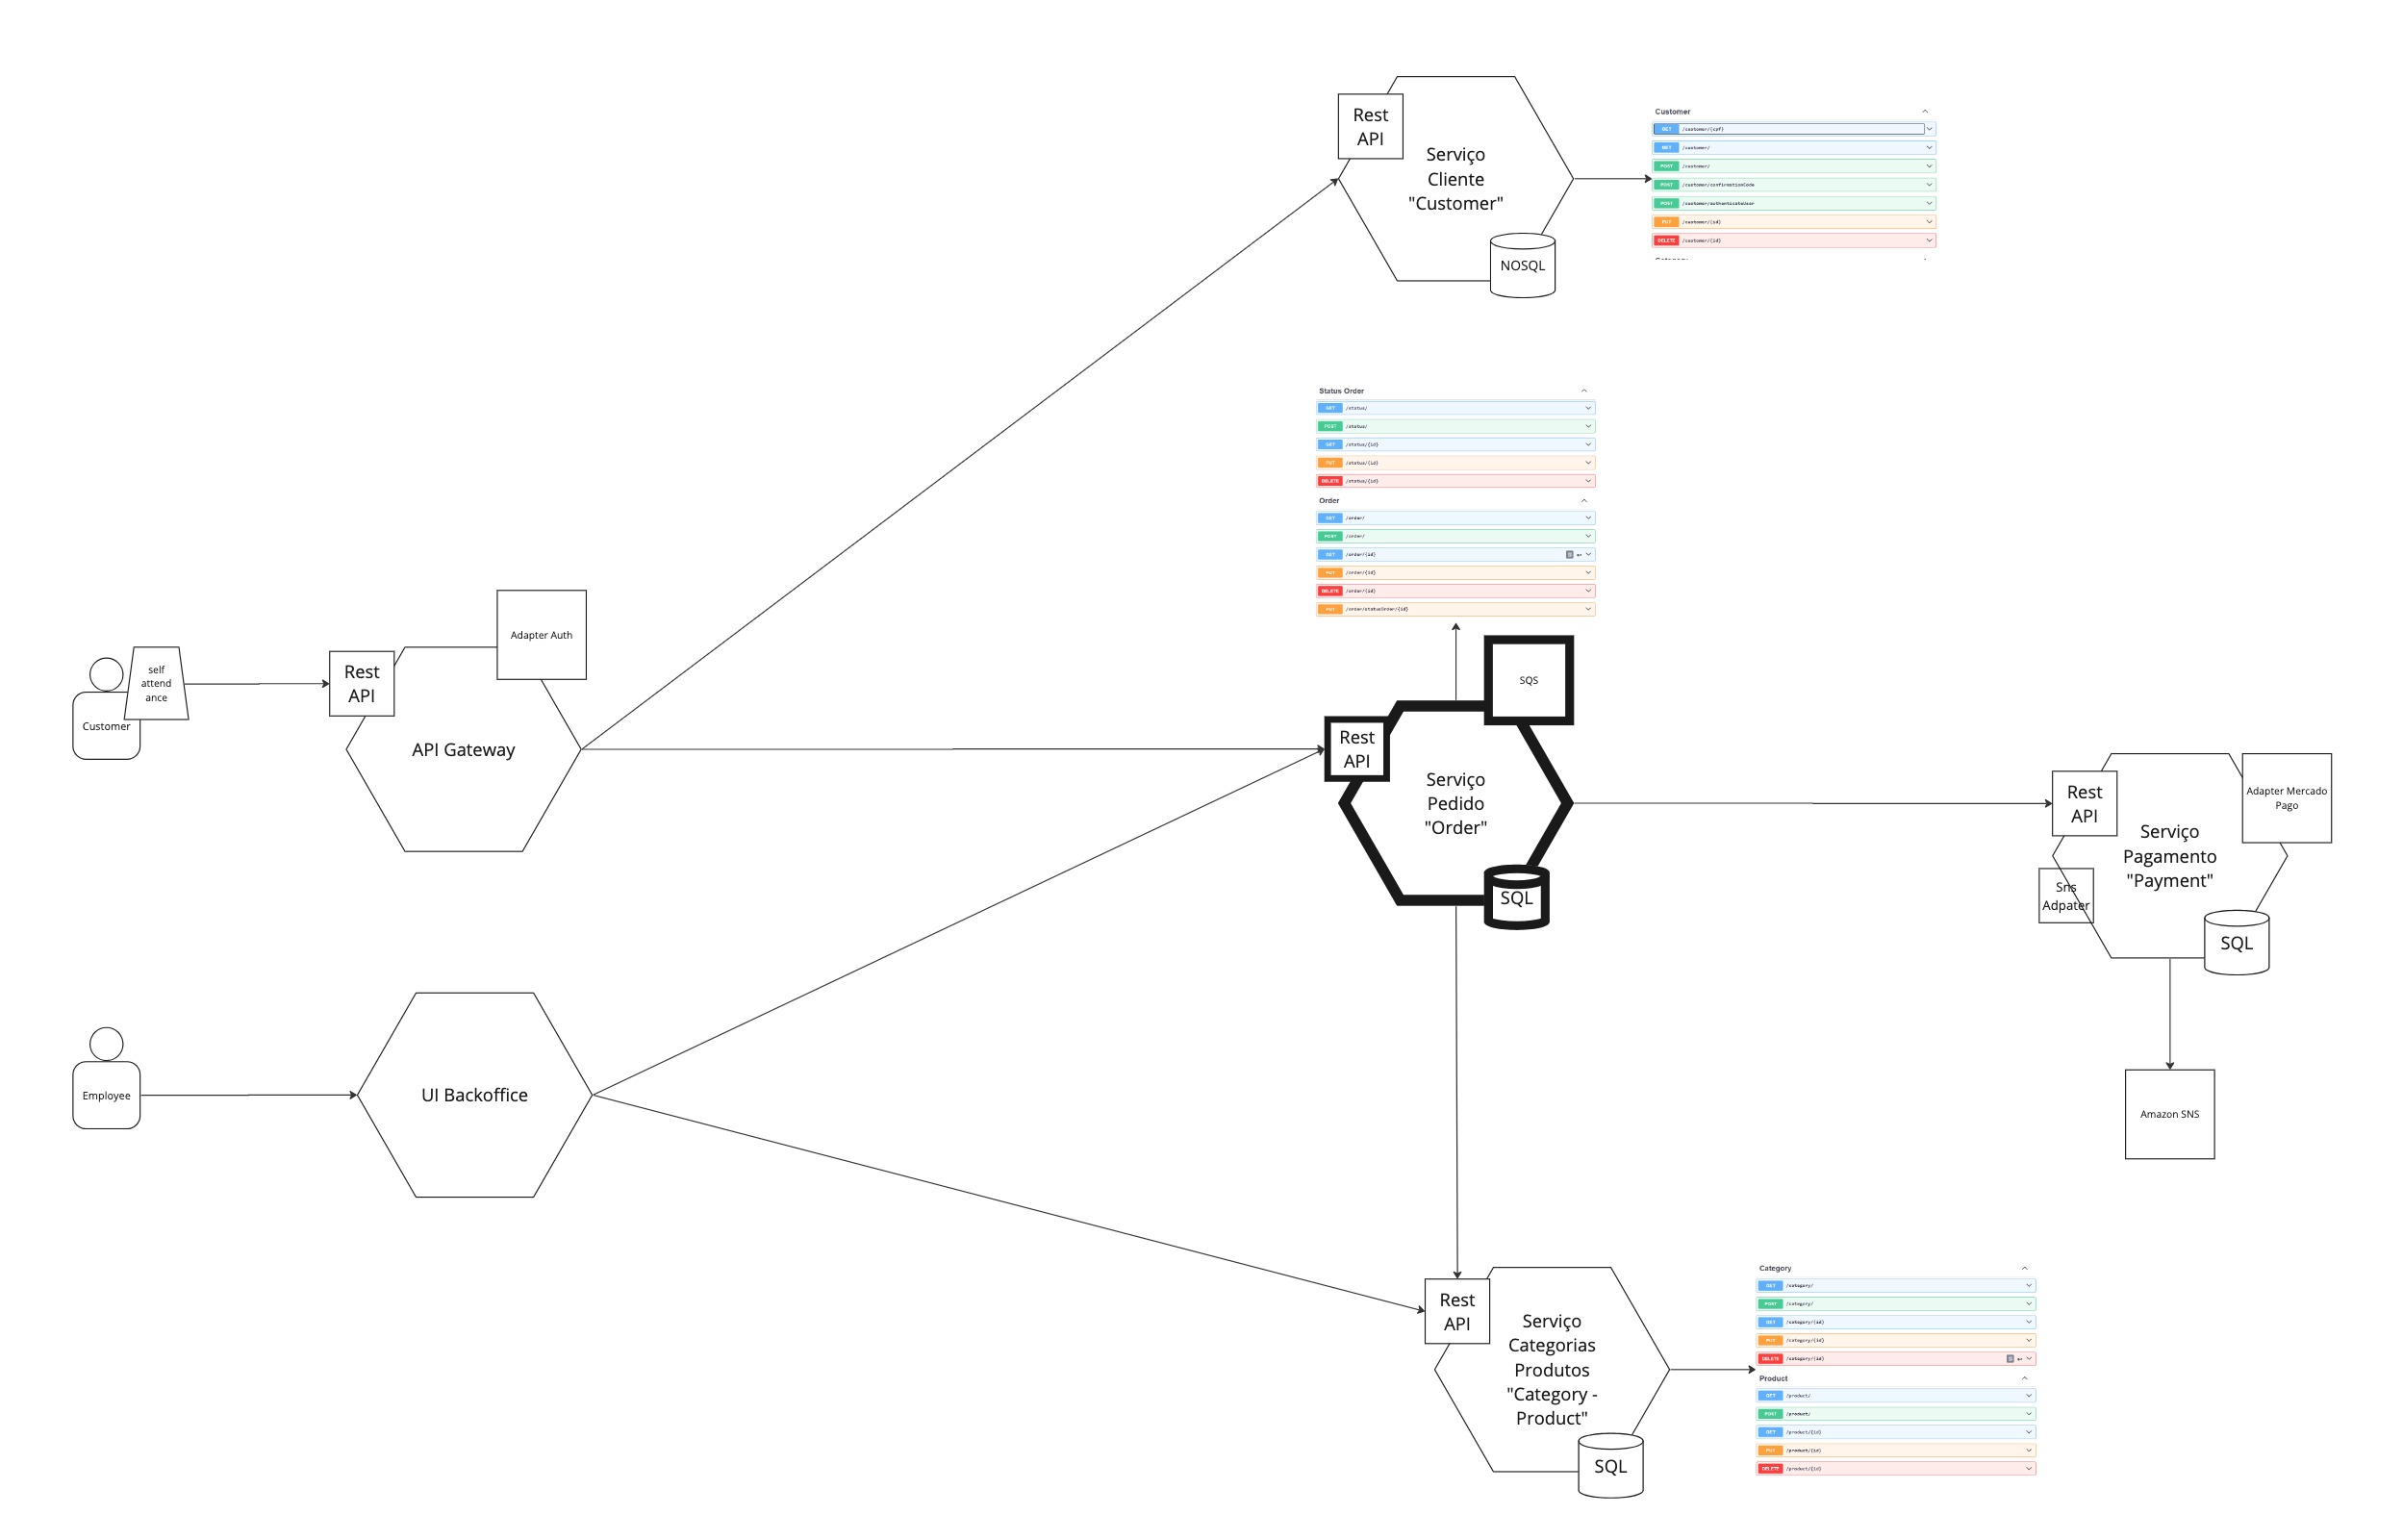 Rest
API
Serviço
Cliente
"Customer"
NOSQL
Customer
GET /customer/{cpf}
GET /customer/
POST /customer/
POST /customer/confirmationCode
POST /customer/authenticateUser
PUT /customer/{id}
DELETE /customer/{id}
Status Order
GET /status/
POST /status/
GET /status/{id}
PUT /status/{id}
DELETE /status/{id}
Order
GET /order/
POST /order/
GET /order/{id}
PUT /order/{id}
DELETE /order/{id}
PUT /order/statusOrder/{id}
Adapter Auth
self
attend
ance
Customer
Rest
API
API Gateway
SQS
Rest
API
Serviço
Pedido
"Order"
SQL
Rest
API
Adapter Mercado
Pago
Serviço
Pagamento
"Payment"
Sns
Adpater
SQL
Employee
UI Backoffice
Amazon SNS
Rest
API
Serviço
Categorias
Produtos
"Category -
Product"
SQL
Category
GET /category/
POST /category/
GET /category/{id}
PUT /category/{id}
DELETE /category/{id}
Product
GET /product/
POST /product/
GET /product/{id}
PUT /product/{id}
DELETE /product/{id}